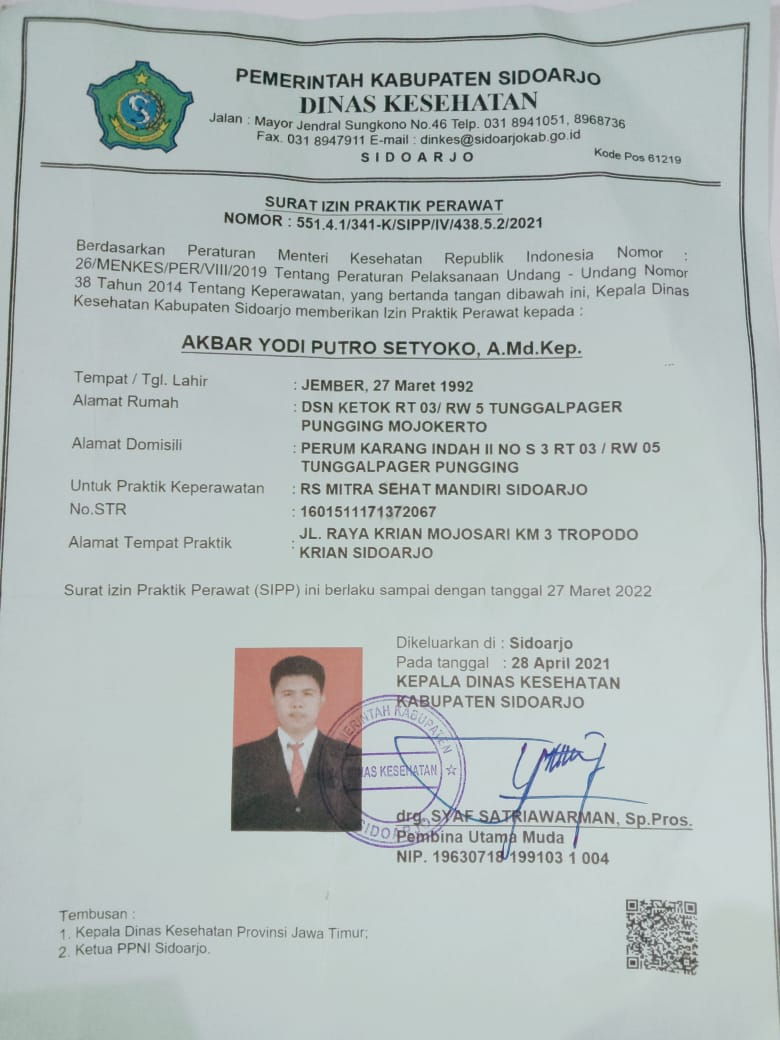 PEMERINTAH KABUPATEN SIDOARJO
DINAS KESEHATAN
Jalan : Mayor Jendral Sungkono No.46 Telp. 031 8941051, 8968736
Fax. 031 8947911 E-mail : dinkes@sidoarjokab.go.id
SIDOARJO
Kode Pos 61219
SURAT IZIN PRAKTIK PERAWAT
NOMOR : 551.4.1/341-K/SIPP/IV/438.5.2/2021
Berdasarkan Peraturan Menteri Kesehatan Republik Indonesia Nomor :
26/MENKES/PER/VIII/2019 Tentang Peraturan Pelaksanaan Undang - Undang Nomor
38 Tahun 2014 Tentang Keperawatan, yang bertanda tangan dibawah ini, Kepala Dinas
Kesehatan Kabupaten Sidoarjo memberikan Izin Praktik Perawat kepada :
AKBAR YODI PUTRO SETYOKO, A.Md.Kep.
Tempat / Tgl. Lahir : JEMBER, 27 Maret 1992
Alamat Rumah : DSN KETOK RT 03/ RW 5 TUNGGALPAGER
PUNGGING MOJOKERTO
Alamat Domisili : PERUM KARANG INDAH II NO S 3 RT 03 / RW 05
TUNGGALPAGER PUNGGING
Untuk Praktik Keperawatan : RS MITRA SEHAT MANDIRI SIDOARJO
No.STR : 1601511171372067
Alamat Tempat Praktik : JL. RAYA KRIAN MOJOSARI KM 3 TROPODO
KRIAN SIDOARJO
Surat izin Praktik Perawat (SIPP) ini berlaku sampai dengan tanggal 27 Maret 2022
Dikeluarkan di : Sidoarjo
Pada tanggal : 28 April 2021
KEPALA DINAS KESEHATAN
KABUPATEN SIDOARJO
PEMERINTAH KABUPATEN
DINAS KESEHATAN
SIDOARJO
drg. SYAF SATRIAWARMAN, Sp.Pros.
Pembina Utama Muda
NIP. 19630718 199103 1 004
Tembusan :
1. Kepala Dinas Kesehatan Provinsi Jawa Timur;
2. Ketua PPNI Sidoarjo.